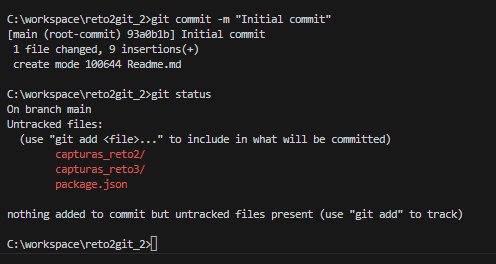 C:\workspace\reto2git_2>git commit -m "Initial commit"
[main (root-commit) 93a0b1b] Initial commit
 1 file changed, 9 insertions(+)
 create mode 100644 Readme.md
C:\workspace\reto2git_2>git status
On branch main
Untracked files:
  (use "git add <file>..." to include in what will be committed)
        capturas_reto2/
        capturas_reto3/
        package.json
nothing added to commit but untracked files present (use "git add" to track)
C:\workspace\reto2git_2>